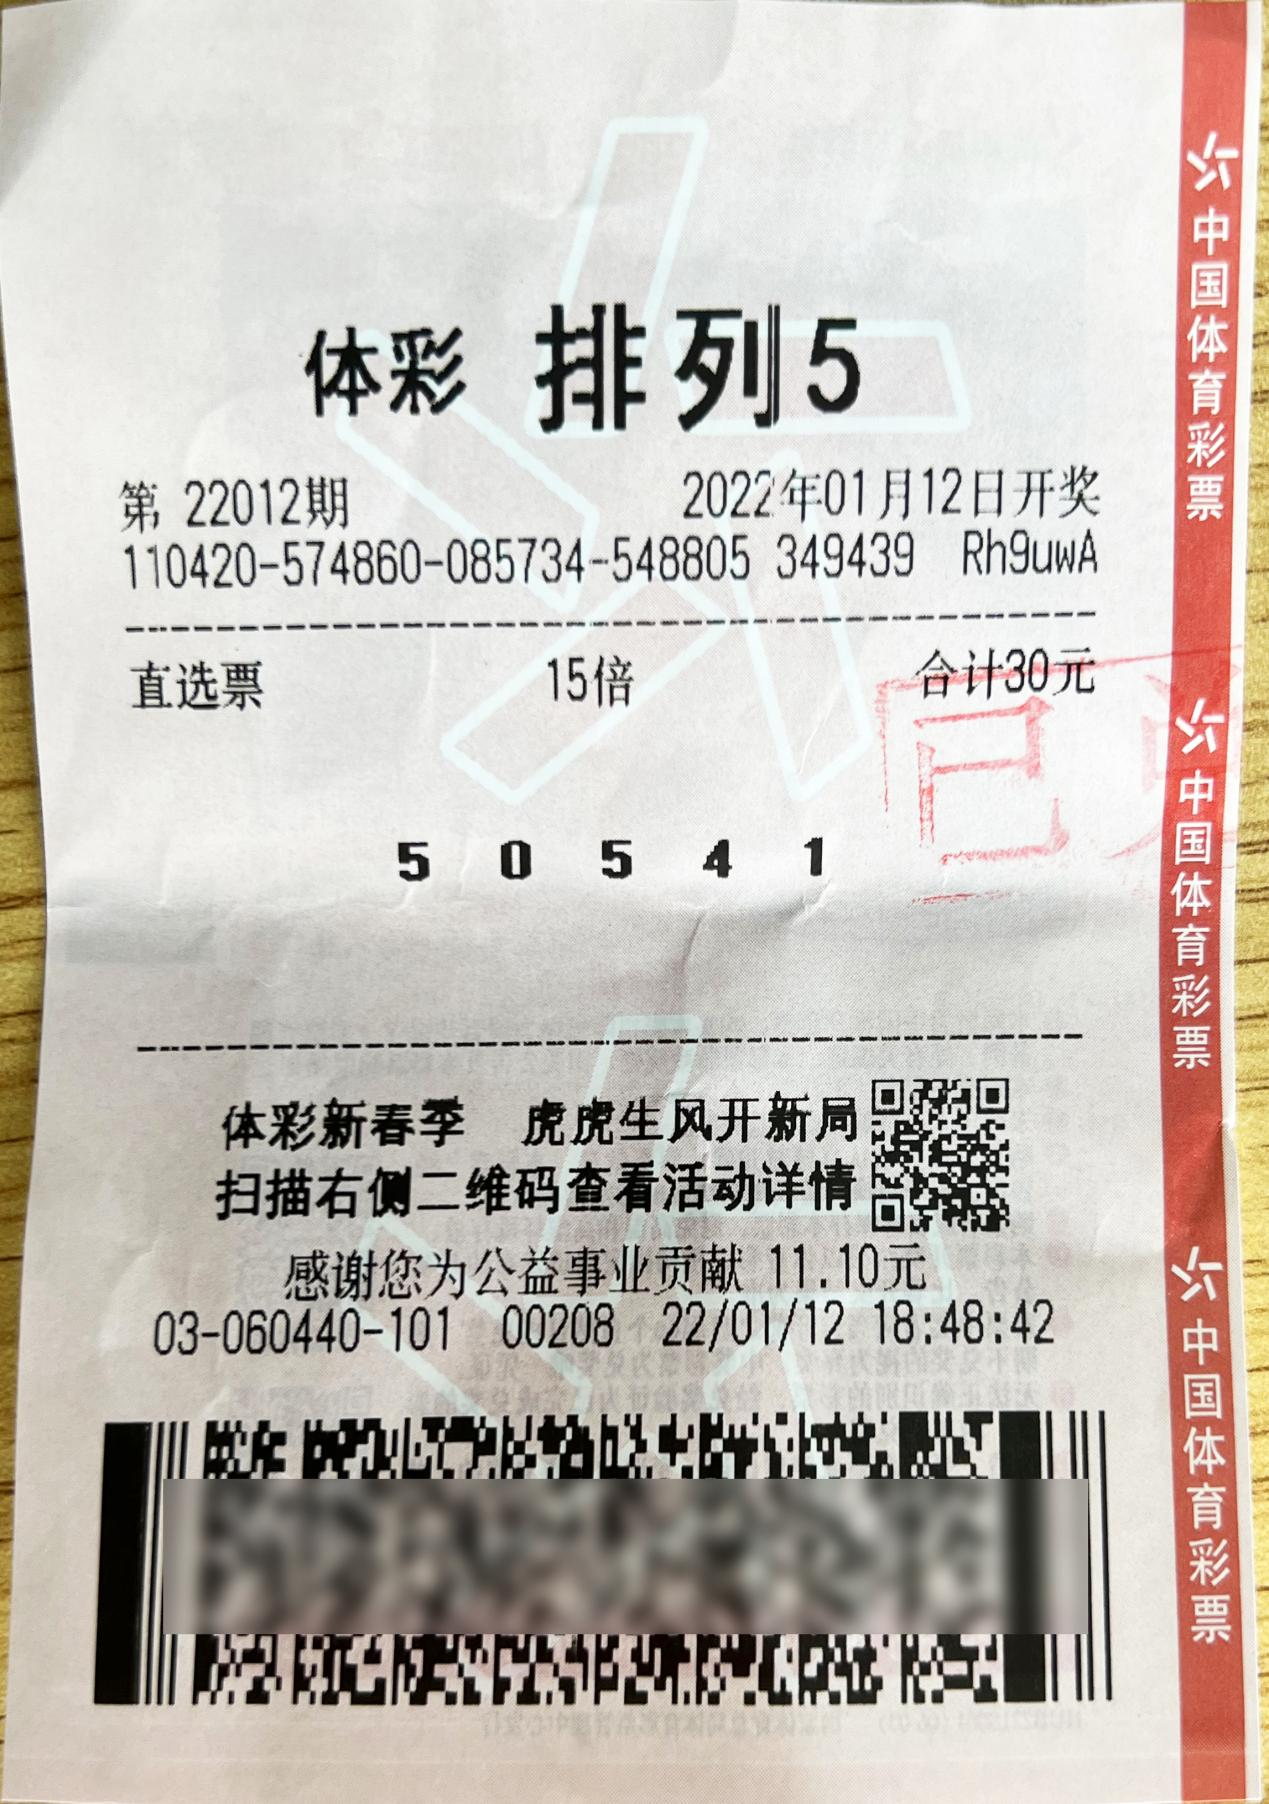 体彩 排列5
第 22012期 2022年01月12日开奖
110420-574860-085734-548805 349439 Rh9uwA
直选票 15倍 合计30元
已
5 0 5 4 1
体彩新春季 虎虎生风开新局
扫描右侧二维码查看活动详情
感谢您为公益事业贡献 11.10元
03-060440-101 00208 22/01/12 18:48:42
中国体育彩票
中国体育彩票
中国体育彩票